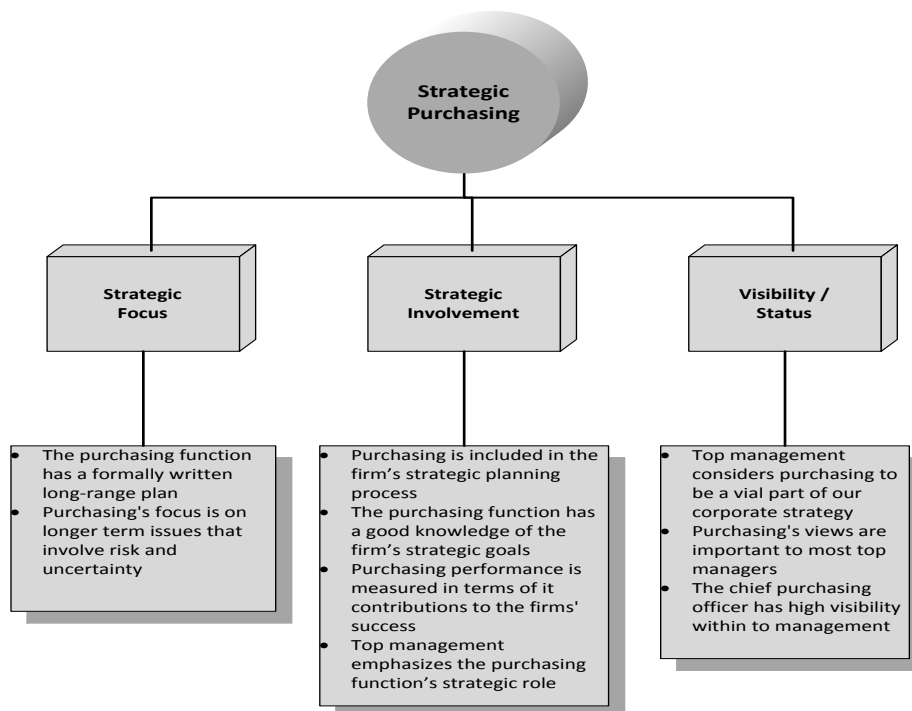 Strategic
Purchasing
Strategic
Focus
Strategic
Involvement
Visibility /
Status
• The purchasing function
has a formally written
long-range plan
• Purchasing's focus is on
longer term issues that
involve risk and
uncertainty
• Purchasing is included in the
firm’s strategic planning
process
• The purchasing function has
a good knowledge of the
firm’s strategic goals
• Purchasing performance is
measured in terms of it
contributions to the firms'
success
• Top management
emphasizes the purchasing
function’s strategic role
• Top management
considers purchasing to
be a vial part of our
corporate strategy
• Purchasing's views are
important to most top
managers
• The chief purchasing
officer has high visibility
within to management